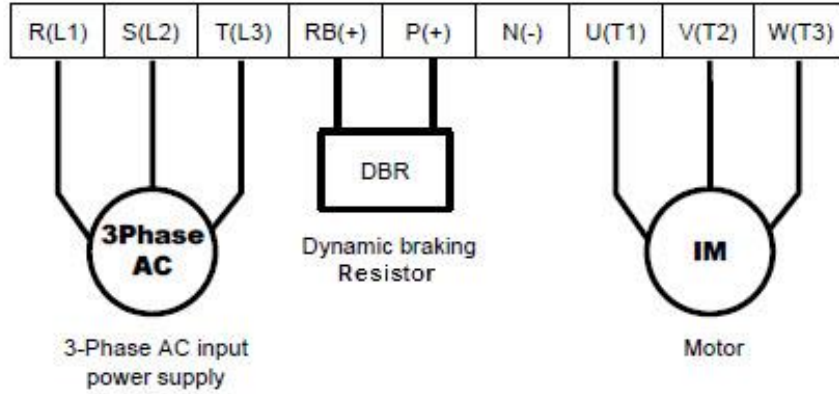 R(L1) S(L2) T(L3) RB(+) P(+) N(-) U(T1) V(T2) W(T3)
3Phase
AC
DBR
IM
Dynamic braking
Resistor
3-Phase AC input
power supply
Motor